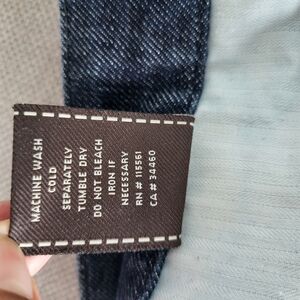 MACHINE WASH
COLD
SEPARATELY
TUMBLE DRY
DO NOT BLEACH
IRON IF
NECESSARY
RN # 115561
CA # 34460